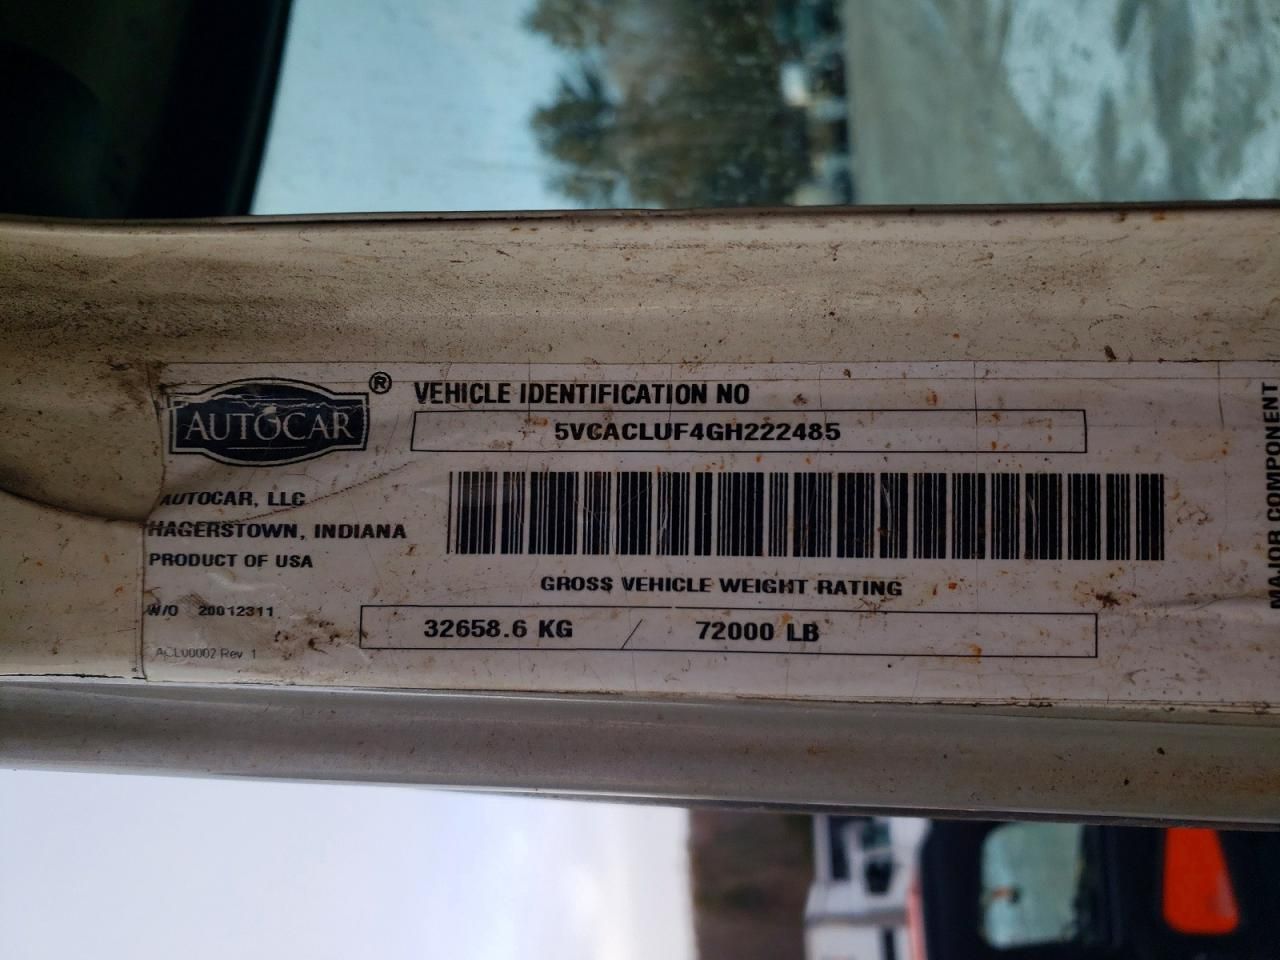 AUTOCAR ®
VEHICLE IDENTIFICATION NO
5VCACLUF4GH222485
AUTOCAR, LLC
HAGERSTOWN, INDIANA
PRODUCT OF USA
GROSS VEHICLE WEIGHT RATING
W/O 20012311
32658.6 KG / 72000 LB
ACL00002 Rev 1
MAJOR COMPONENT